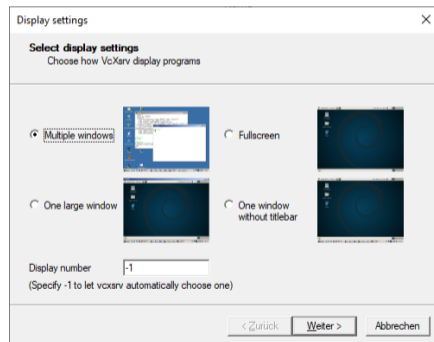 Display settings
Select display settings
Choose how VcXsrv display programs
Multiple windows
Fullscreen
One large window
One window
without titlebar
Display number
-1
(Specify -1 to let vcxsrv automatically choose one)
< Zurück
Weiter >
Abbrechen